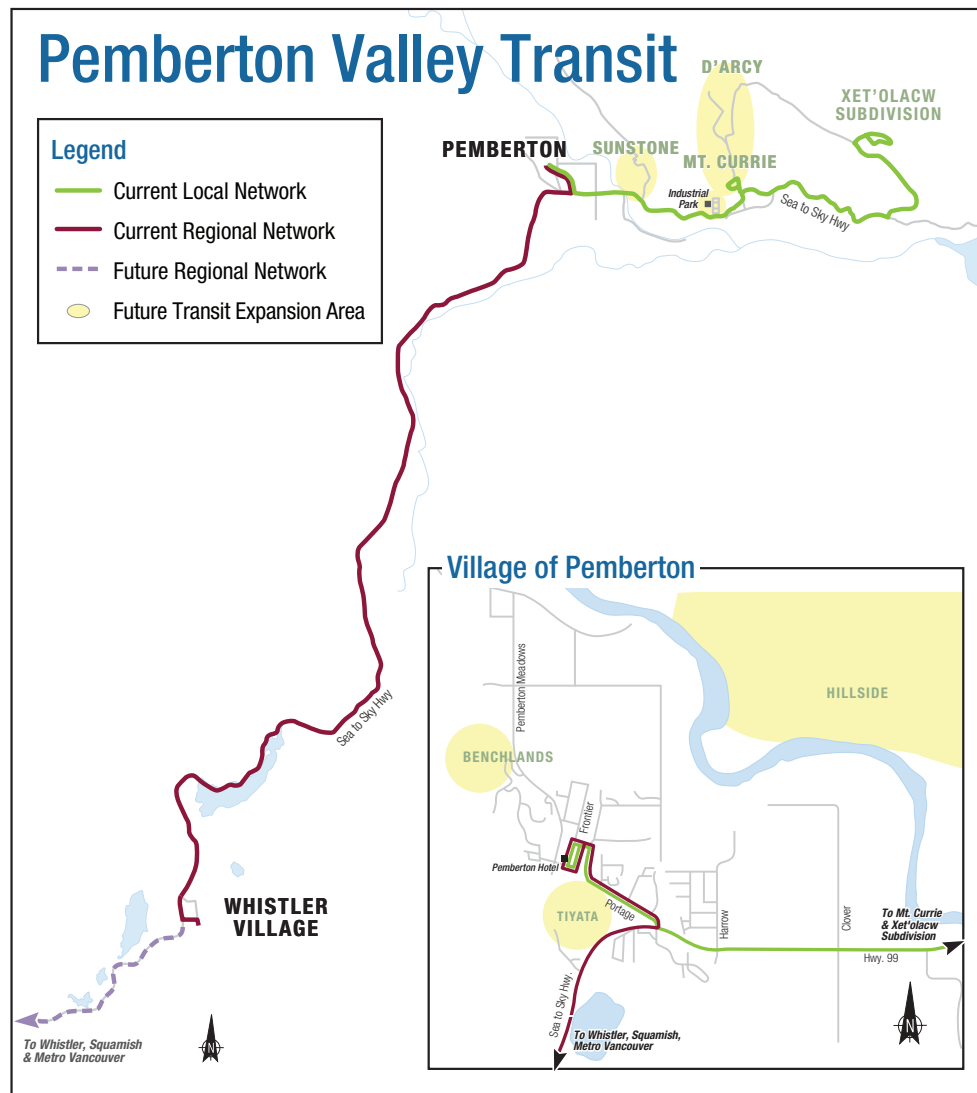 Pemberton Valley Transit
Legend
Current Local Network
Current Regional Network
Future Regional Network
Future Transit Expansion Area
D'ARCY
XET'OLACW
SUBDIVISION
PEMBERTON
SUNSTONE
MT. CURRIE
Industrial
Park
Sea to Sky Hwy
Sea to Sky Hwy
WHISTLER
VILLAGE
To Whistler, Squamish
& Metro Vancouver
N
Village of Pemberton
Pemberton Meadows
HILLSIDE
BENCHLANDS
Frontier
Pemberton Hotel
TIYATA
Portage
Harrow
Clover
To Mt. Currie
& Xet'olacw
Subdivision
Hwy. 99
Sea to Sky Hwy.
To Whistler, Squamish,
Metro Vancouver
N